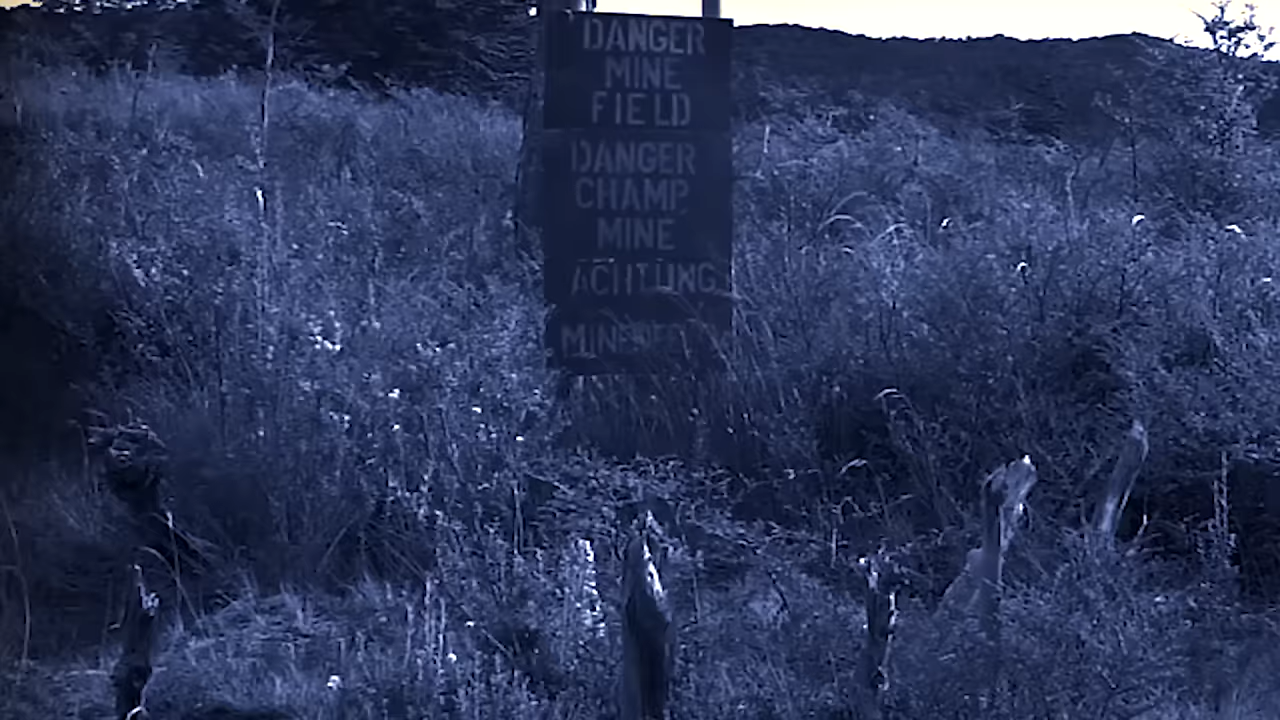 DANGER
MINE
FIELD
DANGER
CHAMP
MINE
ACHTUNG